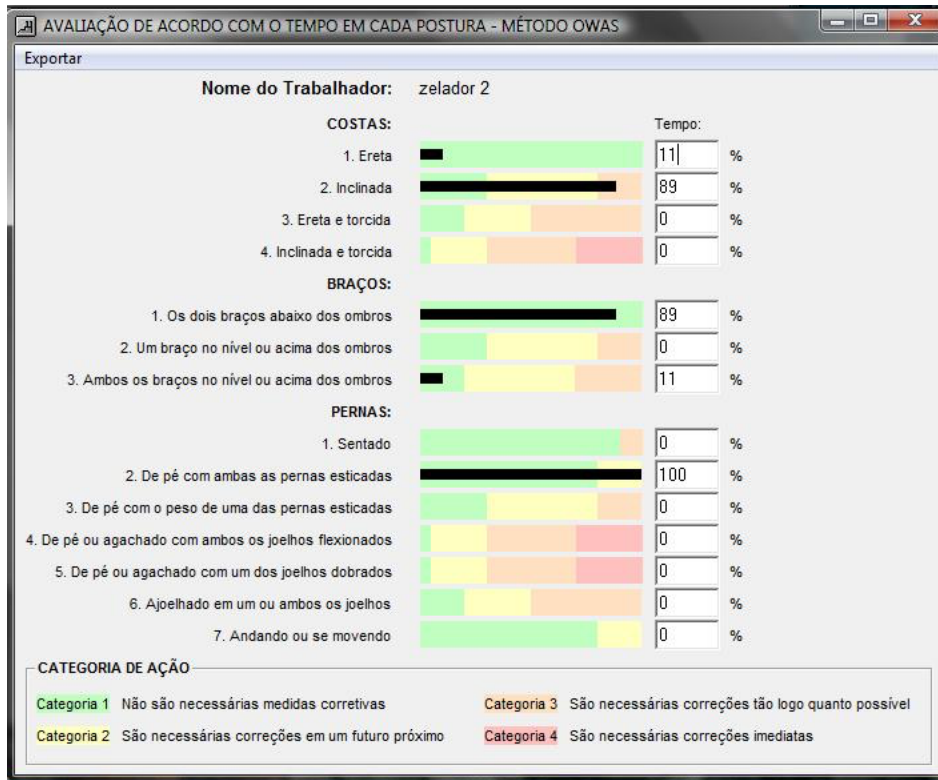 AVALIAÇÃO DE ACORDO COM O TEMPO EM CADA POSTURA - MÉTODO OWAS
Exportar
Nome do Trabalhador: zelador 2
COSTAS: Tempo:
1. Ereta 11 %
2. Inclinada 89 %
3. Ereta e torcida 0 %
4. Inclinada e torcida 0 %
BRAÇOS:
1. Os dois braços abaixo dos ombros 89 %
2. Um braço no nível ou acima dos ombros 0 %
3. Ambos os braços no nível ou acima dos ombros 11 %
PERNAS:
1. Sentado 0 %
2. De pé com ambas as pernas esticadas 100 %
3. De pé com o peso de uma das pernas esticadas 0 %
4. De pé ou agachado com ambos os joelhos flexionados 0 %
5. De pé ou agachado com um dos joelhos dobrados 0 %
6. Ajoelhado em um ou ambos os joelhos 0 %
7. Andando ou se movendo 0 %
CATEGORIA DE AÇÃO
Categoria 1 Não são necessárias medidas corretivas Categoria 3 São necessárias correções tão logo quanto possível
Categoria 2 São necessárias correções em um futuro próximo Categoria 4 São necessárias correções imediatas